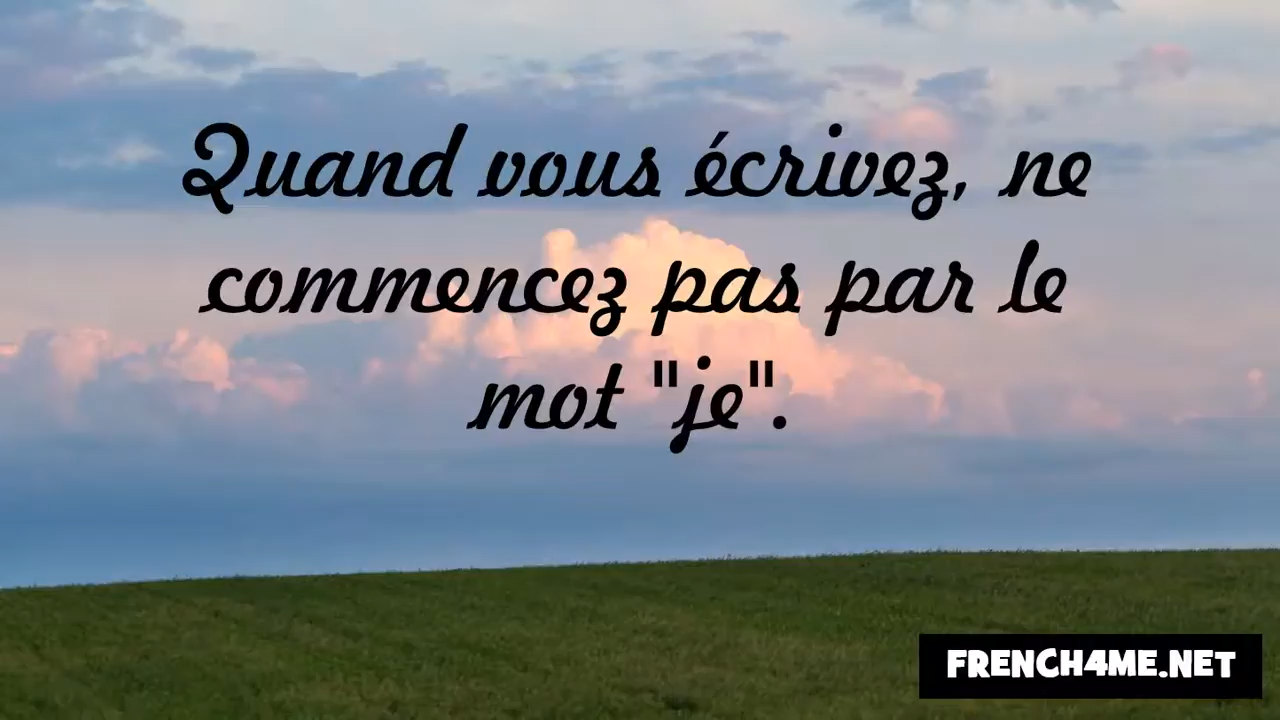 Quand vous écrivez, ne
commencez pas par le
mot "je".
FRENCH4ME.NET